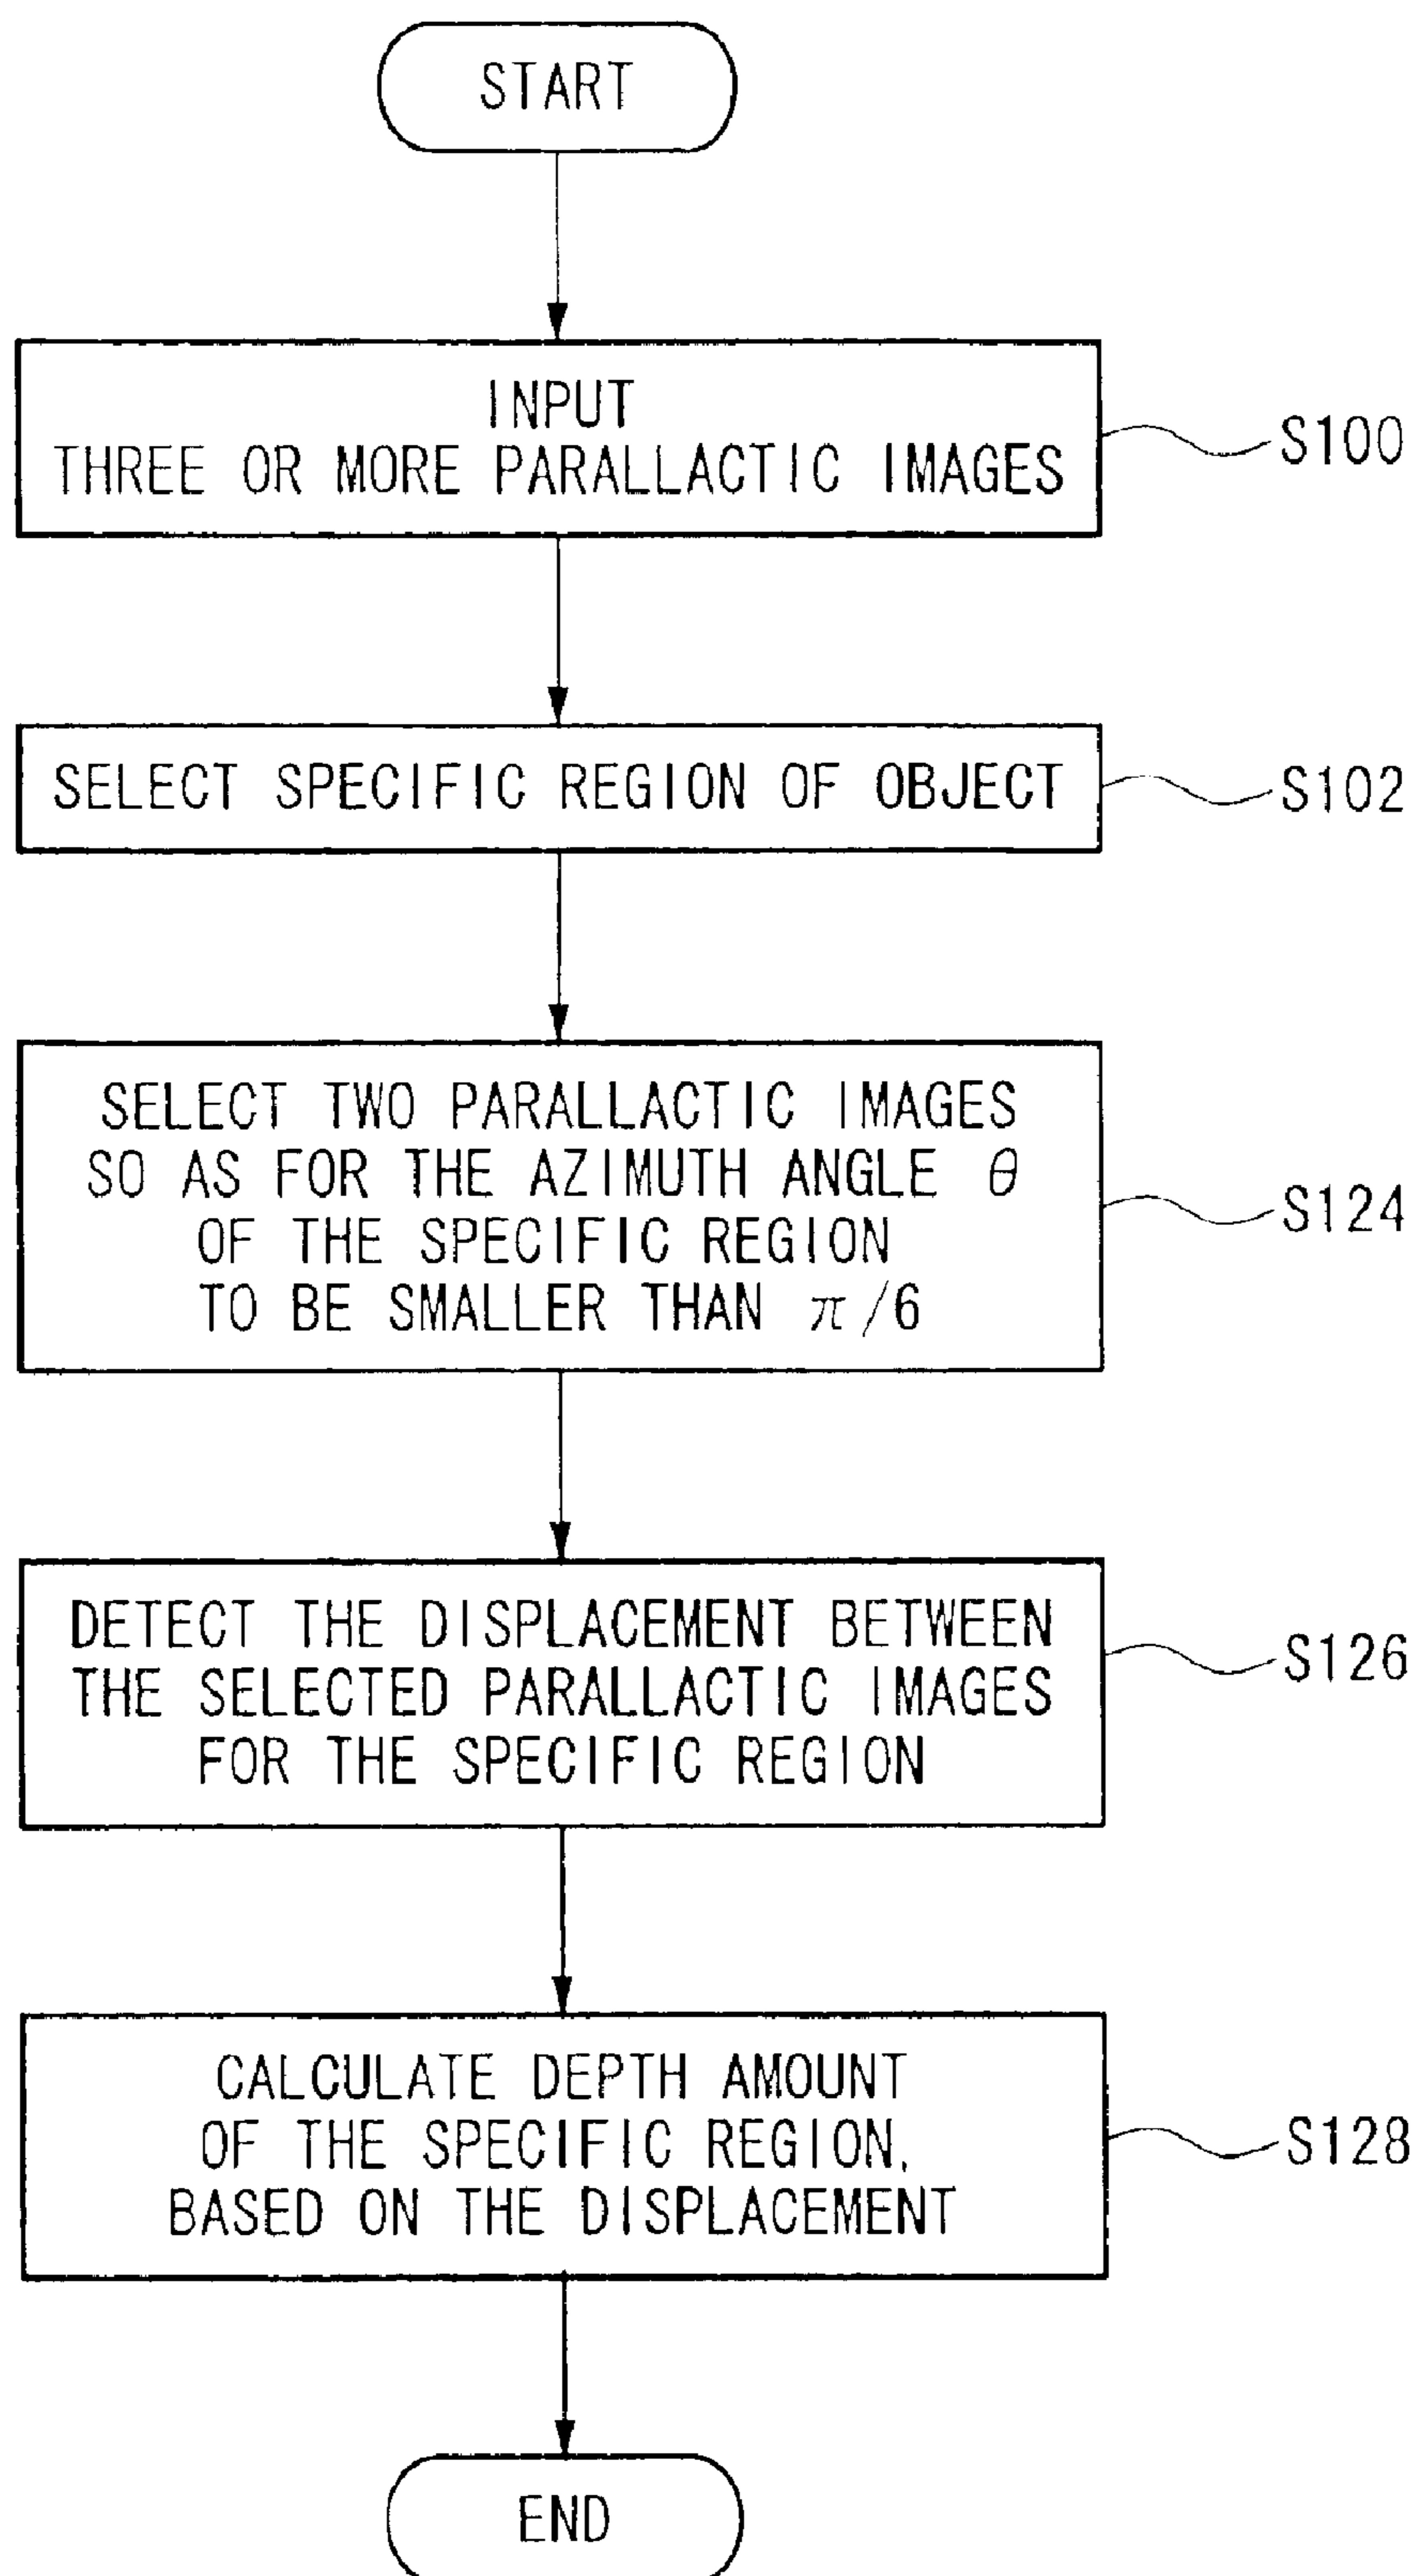 START
INPUT
THREE OR MORE PARALLACTIC IMAGES
S100
SELECT SPECIFIC REGION OF OBJECT
S102
SELECT TWO PARALLACTIC IMAGES
SO AS FOR THE AZIMUTH ANGLE θ
OF THE SPECIFIC REGION
TO BE SMALLER THAN π/6
S124
DETECT THE DISPLACEMENT BETWEEN
THE SELECTED PARALLACTIC IMAGES
FOR THE SPECIFIC REGION
S126
CALCULATE DEPTH AMOUNT
OF THE SPECIFIC REGION,
BASED ON THE DISPLACEMENT
S128
END